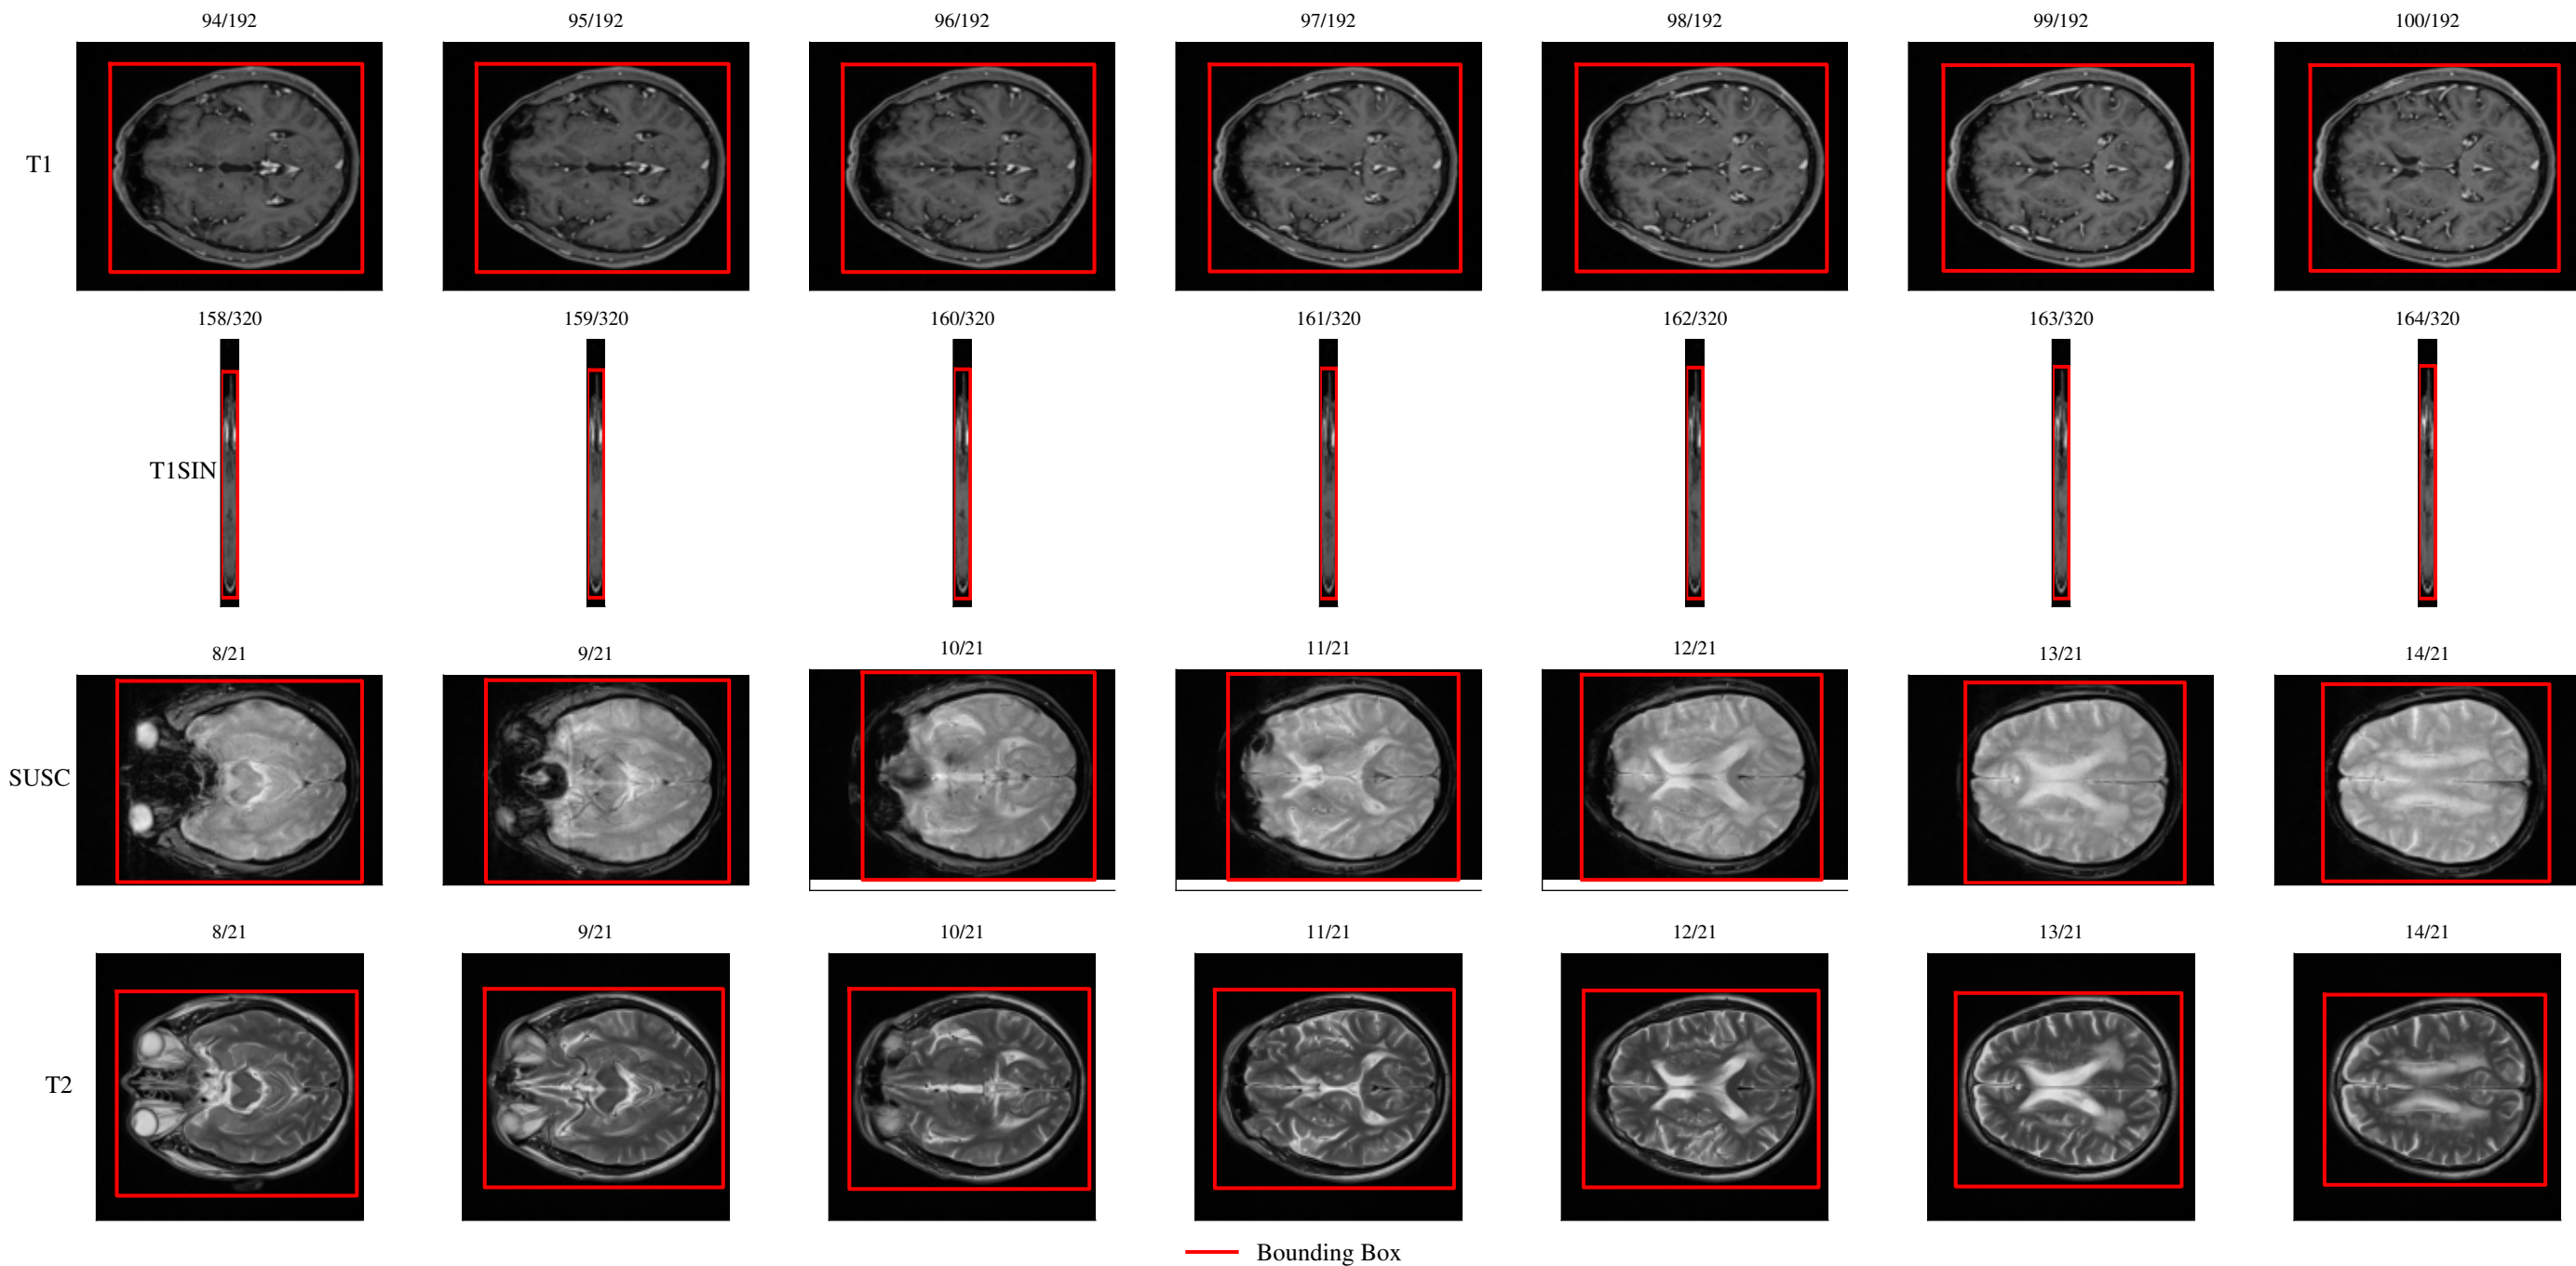 94/192 95/192 96/192 97/192 98/192 99/192 100/192
T1
158/320 159/320 160/320 161/320 162/320 163/320 164/320
T1SIN
8/21 9/21 10/21 11/21 12/21 13/21 14/21
SUSC
8/21 9/21 10/21 11/21 12/21 13/21 14/21
T2
Bounding Box